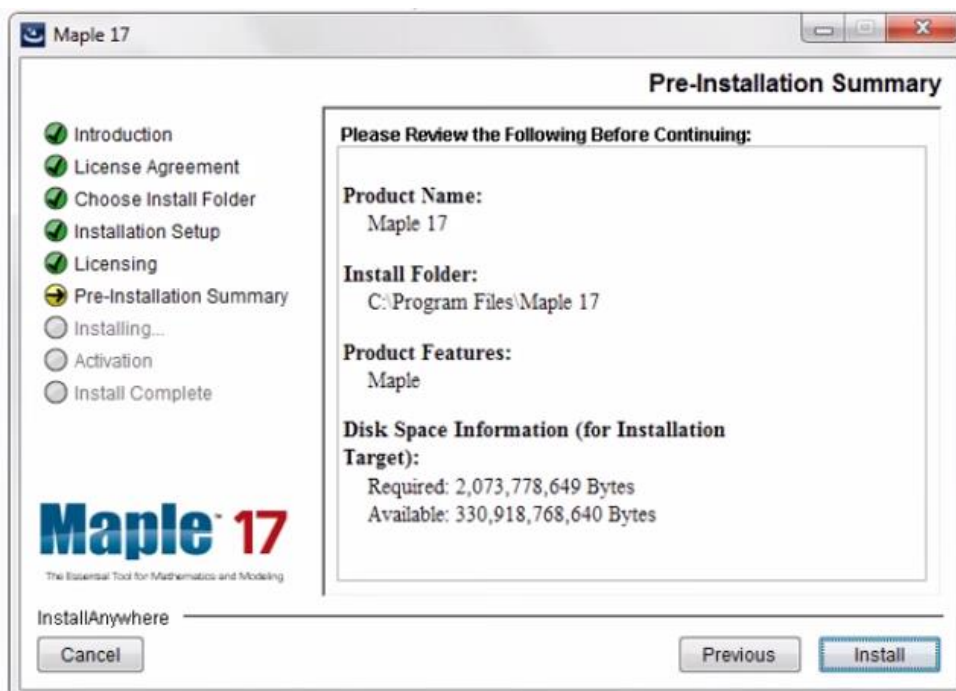 Maple 17
Pre-Installation Summary
Introduction
License Agreement
Choose Install Folder
Installation Setup
Licensing
Pre-Installation Summary
Installing...
Activation
Install Complete
Please Review the Following Before Continuing:
Product Name:
Maple 17
Install Folder:
C:\Program Files\Maple 17
Product Features:
Maple
Disk Space Information (for Installation
Target):
Required: 2,073,778,649 Bytes
Available: 330,918,768,640 Bytes
Maple™ 17
The Essential Tool for Mathematics and Modeling
InstallAnywhere
Cancel
Previous
Install